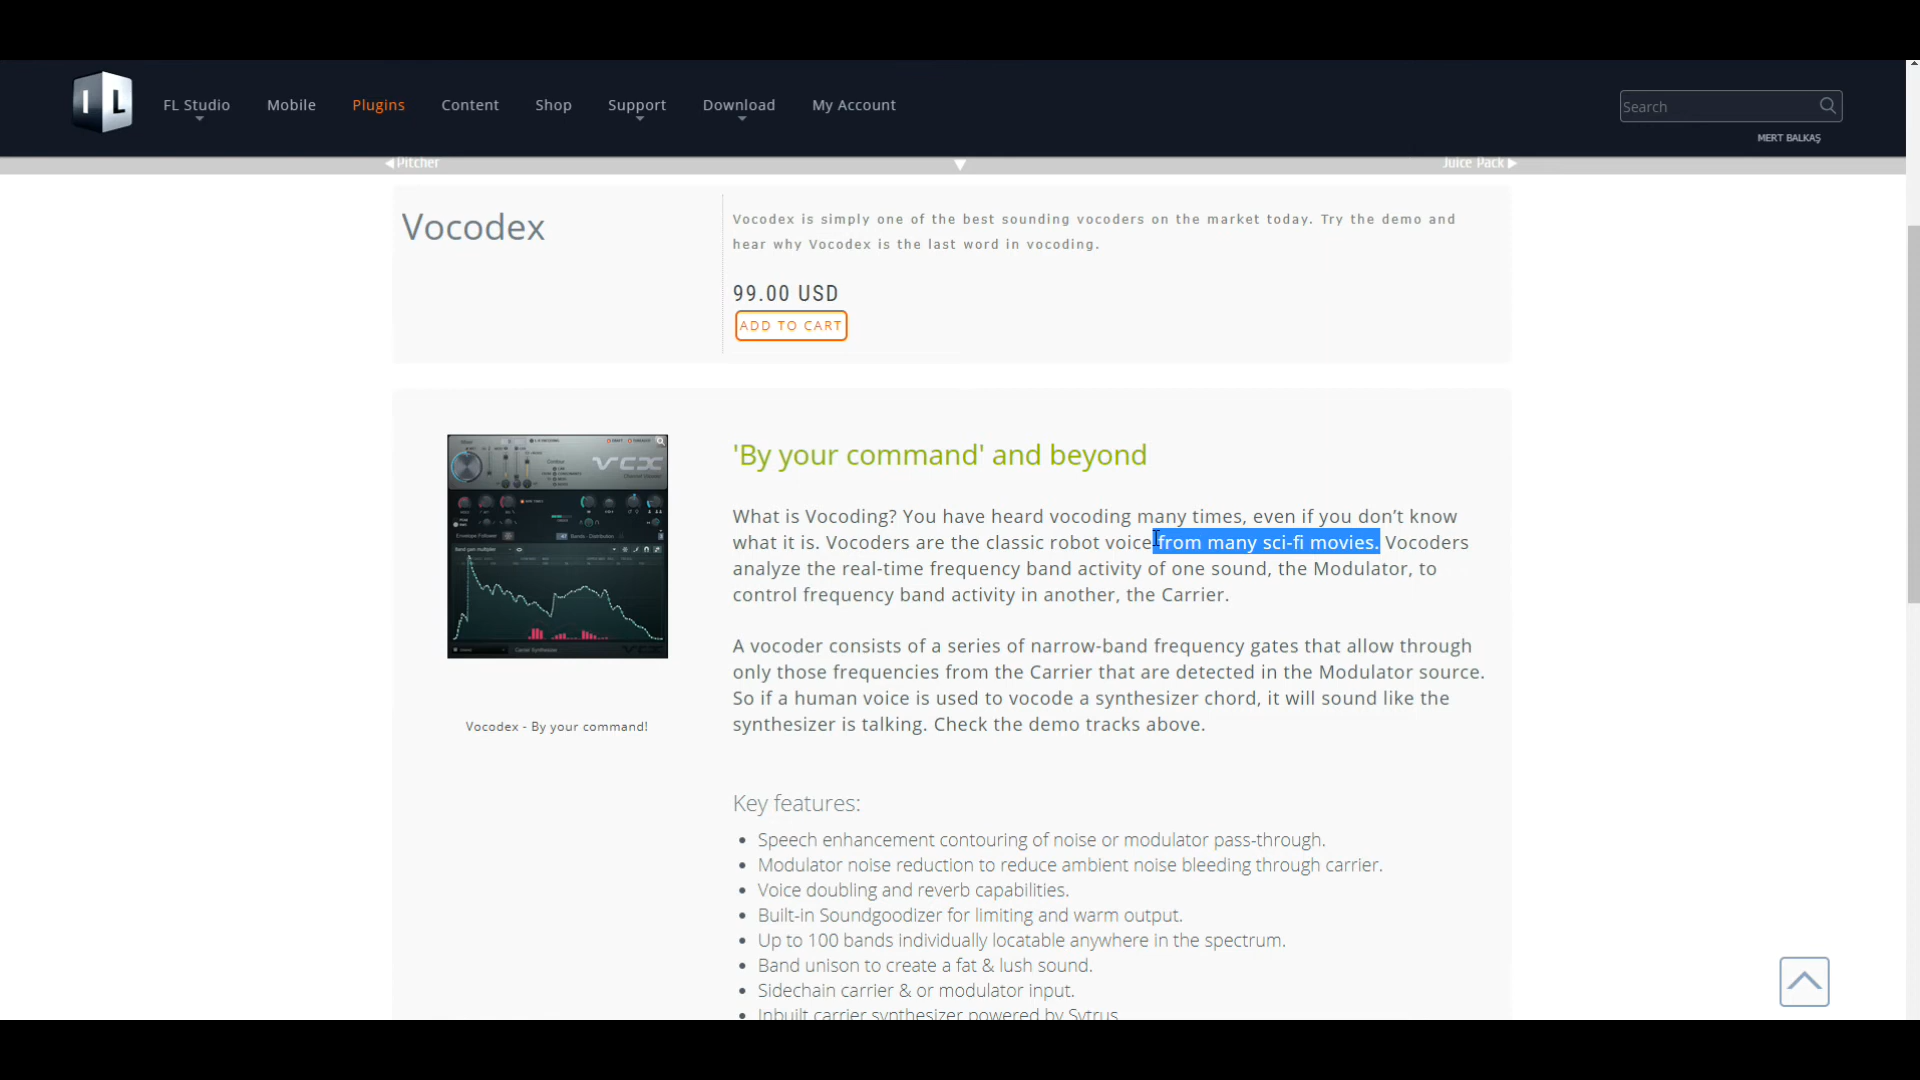 IL
FL Studio Mobile Plugins Content Shop Support Download My Account
Search
MERT BALKAŞ
Pitcher
Juice Pack
Vocodex
Vocodex is simply one of the best sounding vocoders on the market today. Try the demo and
hear why Vocodex is the last word in vocoding.
99.00 USD
ADD TO CART
VCX
Envelope Follower
Bands - Distribution
Band gain multiplier
Carrier Synthesizer
Vocodex - By your command!
'By your command' and beyond
What is Vocoding? You have heard vocoding many times, even if you don’t know
what it is. Vocoders are the classic robot voice from many sci-fi movies. Vocoders
analyze the real-time frequency band activity of one sound, the Modulator, to
control frequency band activity in another, the Carrier.
A vocoder consists of a series of narrow-band frequency gates that allow through
only those frequencies from the Carrier that are detected in the Modulator source.
So if a human voice is used to vocode a synthesizer chord, it will sound like the
synthesizer is talking. Check the demo tracks above.
Key features:
Speech enhancement contouring of noise or modulator pass-through.
Modulator noise reduction to reduce ambient noise bleeding through carrier.
Voice doubling and reverb capabilities.
Built-in Soundgoodizer for limiting and warm output.
Up to 100 bands individually locatable anywhere in the spectrum.
Band unison to create a fat & lush sound.
Sidechain carrier & or modulator input.
Inbuilt carrier synthesizer powered by Sytrus